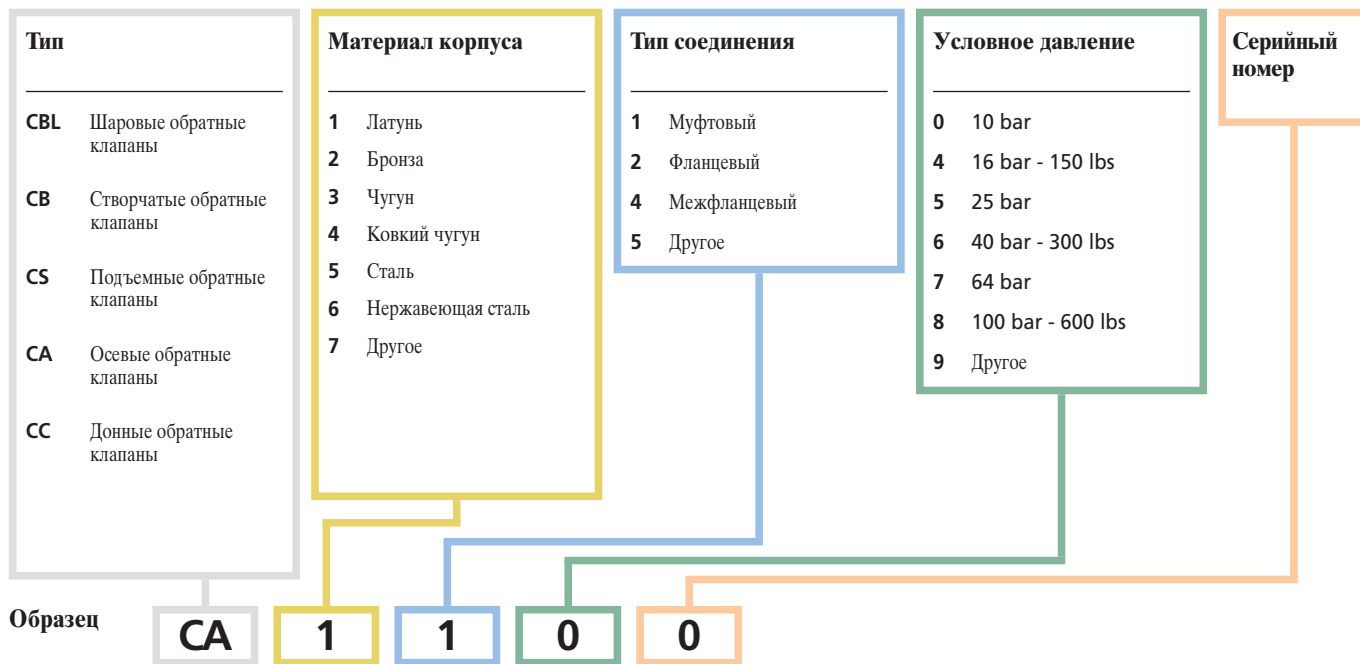 Тип
CBL Шаровые обратные
клапаны
CB Створчатые обратные
клапаны
CS Подъемные обратные
клапаны
CA Осевые обратные
клапаны
CC Донные обратные
клапаны
Материал корпуса
1 Латунь
2 Бронза
3 Чугун
4 Ковкий чугун
5 Сталь
6 Нержавеющая сталь
7 Другое
Тип соединения
1 Муфтовый
2 Фланцевый
4 Межфланцевый
5 Другое
Условное давление
0 10 bar
4 16 bar - 150 lbs
5 25 bar
6 40 bar - 300 lbs
7 64 bar
8 100 bar - 600 lbs
9 Другое
Серийный
номер
Образец CA 1 1 0 0